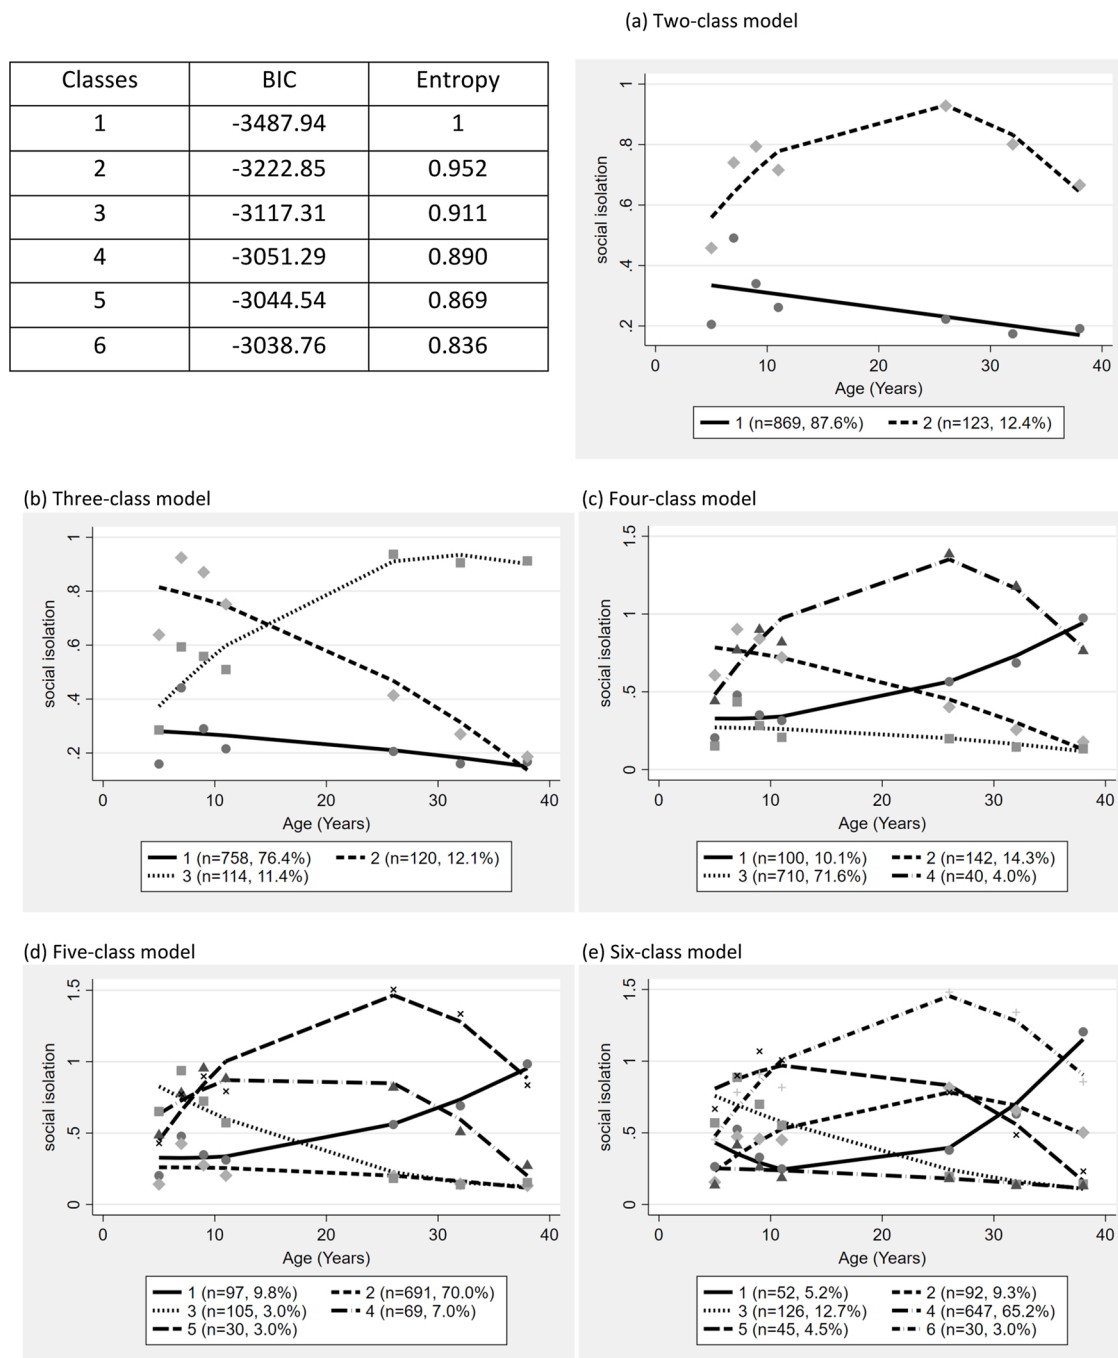 (a) Two-class model
Classes BIC Entropy
1 -3487.94 1
2 -3222.85 0.952
3 -3117.31 0.911
4 -3051.29 0.890
5 -3044.54 0.869
6 -3038.76 0.836
social isolation
1
.8
.6
.4
.2
0 10 20 30 40
Age (Years)
1 (n=869, 87.6%) 2 (n=123, 12.4%)
(b) Three-class model
social isolation
1
.8
.6
.4
.2
0 10 20 30 40
Age (Years)
1 (n=758, 76.4%) 2 (n=120, 12.1%)
3 (n=114, 11.4%)
(c) Four-class model
social isolation
1.5
1
.5
0
0 10 20 30 40
Age (Years)
1 (n=100, 10.1%) 2 (n=142, 14.3%)
3 (n=710, 71.6%) 4 (n=40, 4.0%)
(d) Five-class model
social isolation
1.5
1
.5
0
0 10 20 30 40
Age (Years)
1 (n=97, 9.8%) 2 (n=691, 70.0%)
3 (n=105, 3.0%) 4 (n=69, 7.0%)
5 (n=30, 3.0%)
(e) Six-class model
social isolation
1.5
1
.5
0
0 10 20 30 40
Age (Years)
1 (n=52, 5.2%) 2 (n=92, 9.3%)
3 (n=126, 12.7%) 4 (n=647, 65.2%)
5 (n=45, 4.5%) 6 (n=30, 3.0%)